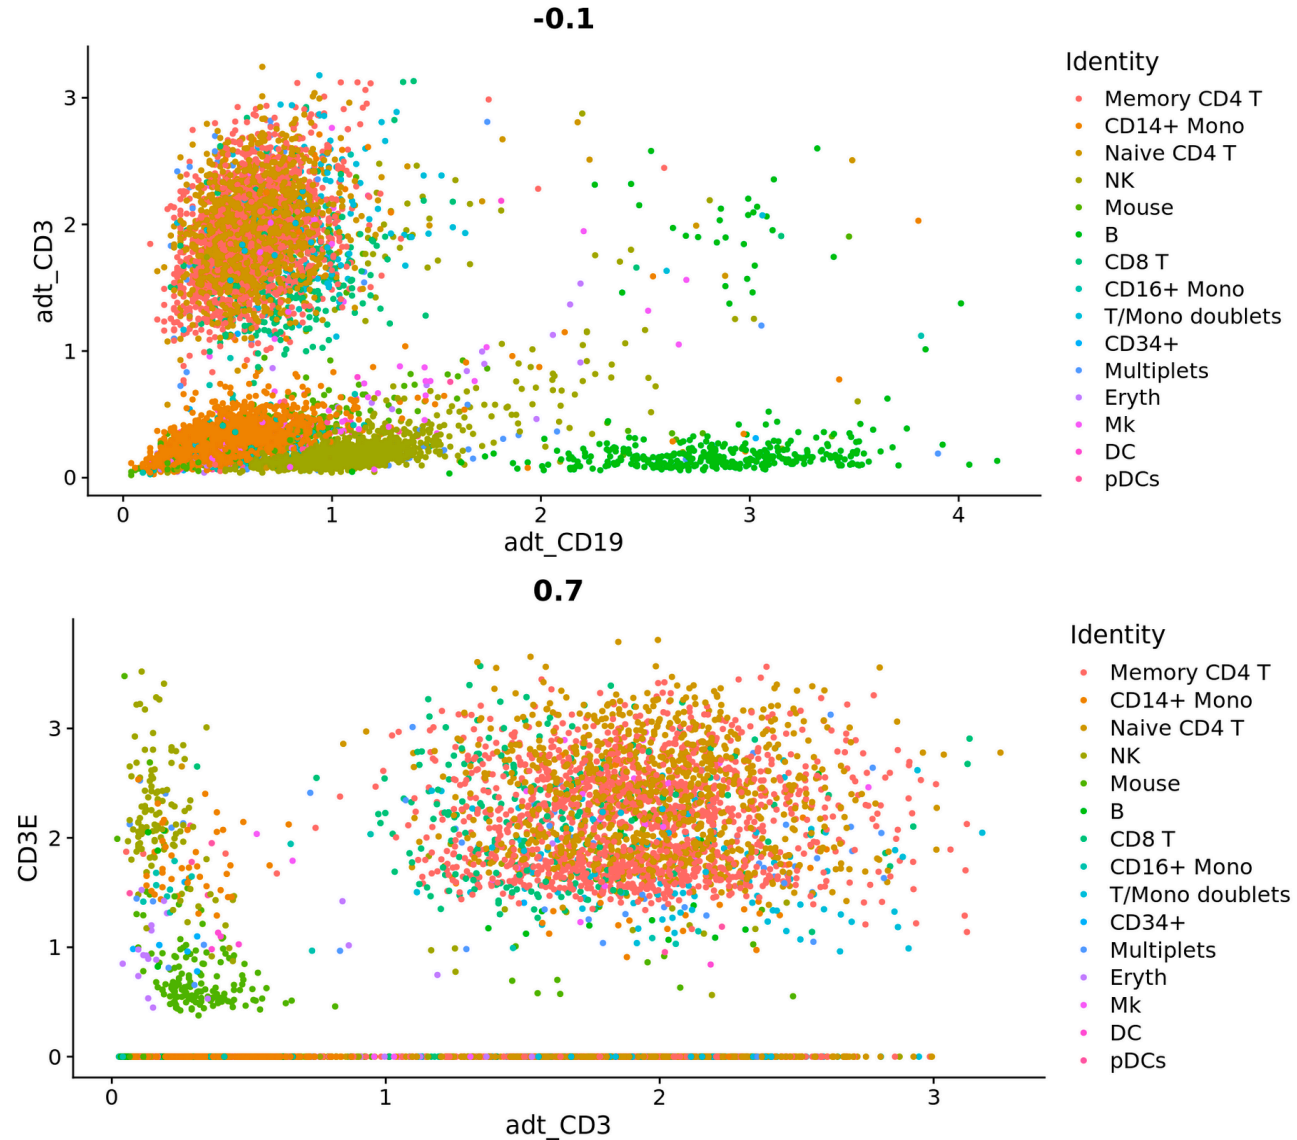 -0.1
adt_CD3
3
2
1
0
0 1 2 3 4
adt_CD19
Identity
Memory CD4 T
CD14+ Mono
Naive CD4 T
NK
Mouse
B
CD8 T
CD16+ Mono
T/Mono doublets
CD34+
Multiplets
Eryth
Mk
DC
pDCs
0.7
CD3E
3
2
1
0
0 1 2 3
adt_CD3
Identity
Memory CD4 T
CD14+ Mono
Naive CD4 T
NK
Mouse
B
CD8 T
CD16+ Mono
T/Mono doublets
CD34+
Multiplets
Eryth
Mk
DC
pDCs